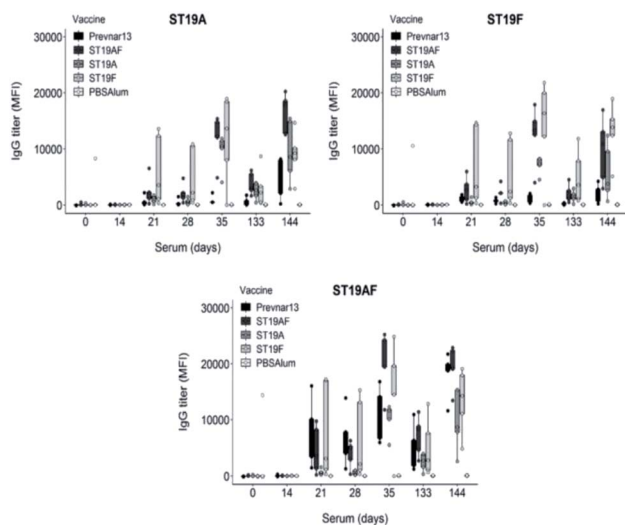 ST19A
Vaccine
Prevnar13
ST19AF
ST19A
ST19F
PBSAlum
IgG titer (MFI)
30000
20000
10000
0
0 14 21 28 35 133 144
Serum (days)
ST19F
Vaccine
Prevnar13
ST19AF
ST19A
ST19F
PBSAlum
IgG titer (MFI)
30000
20000
10000
0
0 14 21 28 35 133 144
Serum (days)
ST19AF
Vaccine
Prevnar13
ST19AF
ST19A
ST19F
PBSAlum
IgG titer (MFI)
30000
20000
10000
0
0 14 21 28 35 133 144
Serum (days)